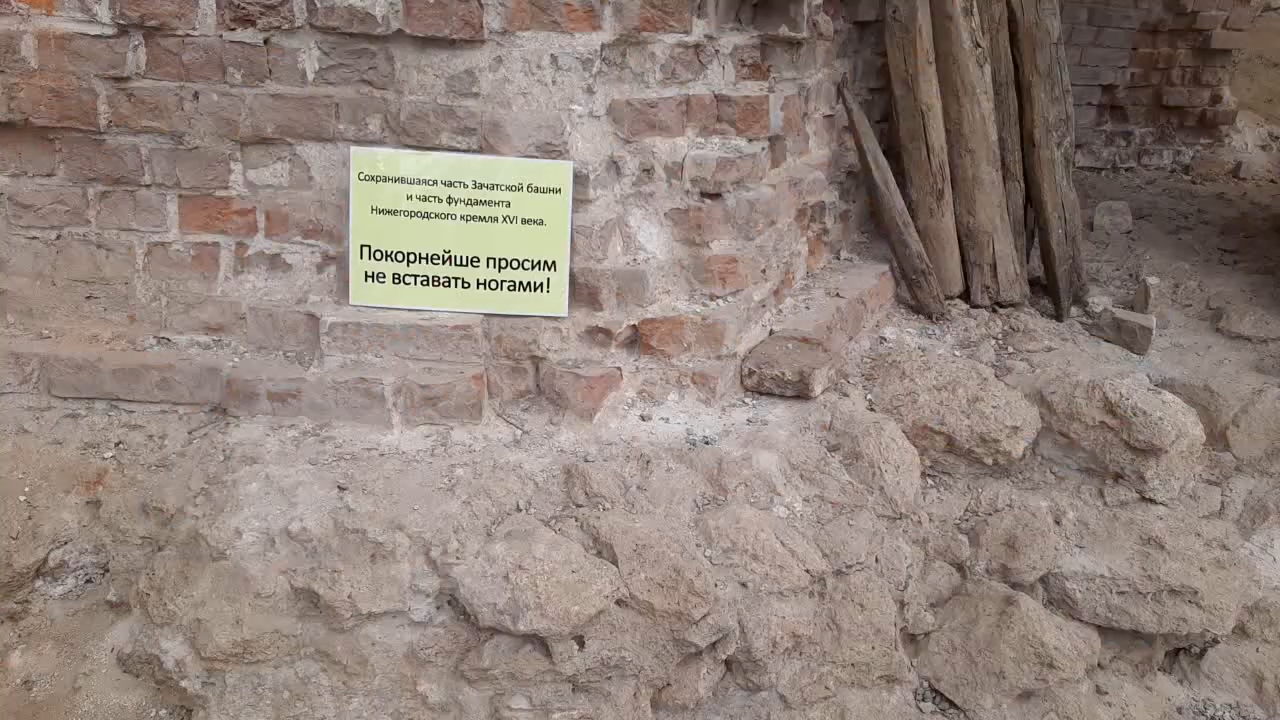 Сохранившаяся часть Зачатской башни
и часть фундамента
Нижегородского кремля XVI века.
Покорнейше просим
не вставать ногами!